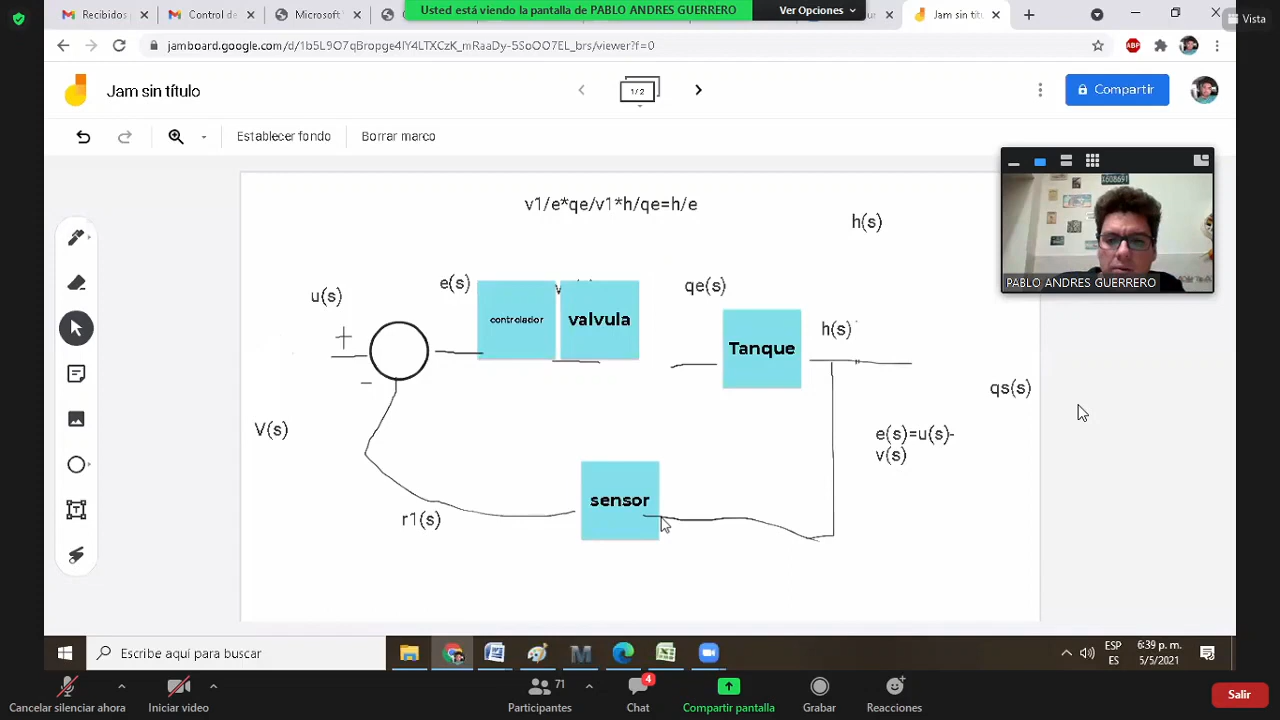 Usted está viendo la pantalla de PABLO ANDRES GUERRERO
Ver Opciones
Vista
Recibido
Control de
Microsoft
Jam sin tít
jamboard.google.com/d/1b5L9O7qBropge4IY4LTXCzK_mRaaDy-5SoOO7EL_brs/viewer?f=0
ABP
Jam sin título
1/2
Compartir
Establecer fondo
Borrar marco
v1/e*qe/v1*h/qe=h/e
h(s)
X608691
PABLO ANDRES GUERRERO
u(s)
e(s)
qe(s)
+
controlador
valvula
Tanque
h(s)
-
qs(s)
V(s)
e(s)=u(s)-
v(s)
sensor
r1(s)
Escribe aquí para buscar
ESP
ES
6:39 p. m.
5/5/2021
71
4
Cancelar silenciar ahora
Iniciar video
Participantes
Chat
Compartir pantalla
Grabar
Reacciones
Salir